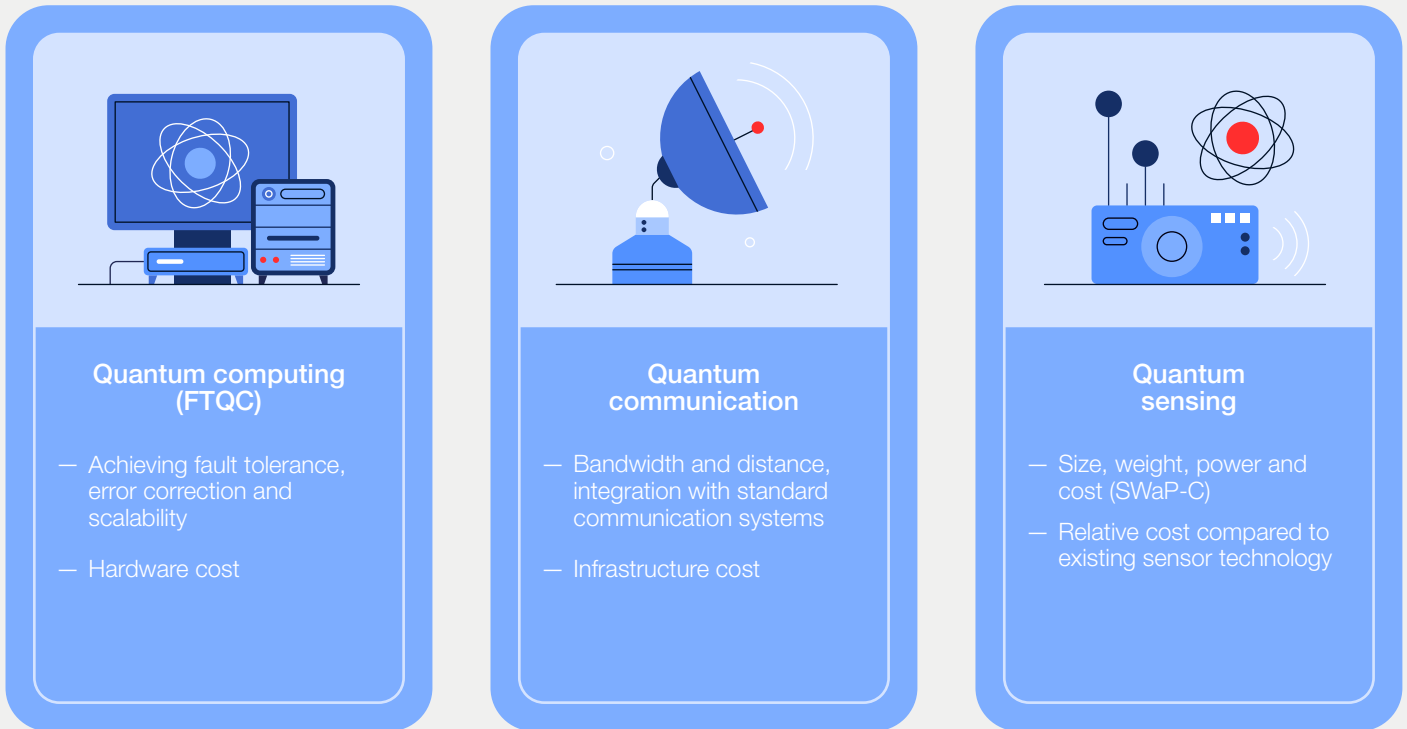 Quantum computing
(FTQC)
— Achieving fault tolerance,
error correction and
scalability
— Hardware cost
Quantum
communication
— Bandwidth and distance,
integration with standard
communication systems
— Infrastructure cost
Quantum
sensing
— Size, weight, power and
cost (SWaP-C)
— Relative cost compared to
existing sensor technology